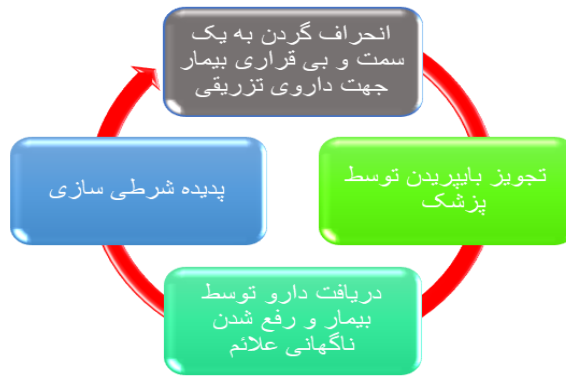 انحراف گردن به یک
سمت و بی قراری بیمار
جهت داروی تزریقی
تجویز بایپریدن توسط
پزشک
دریافت دارو توسط
بیمار و رفع شدن
ناگهانی علائم
پدیده شرطی سازی